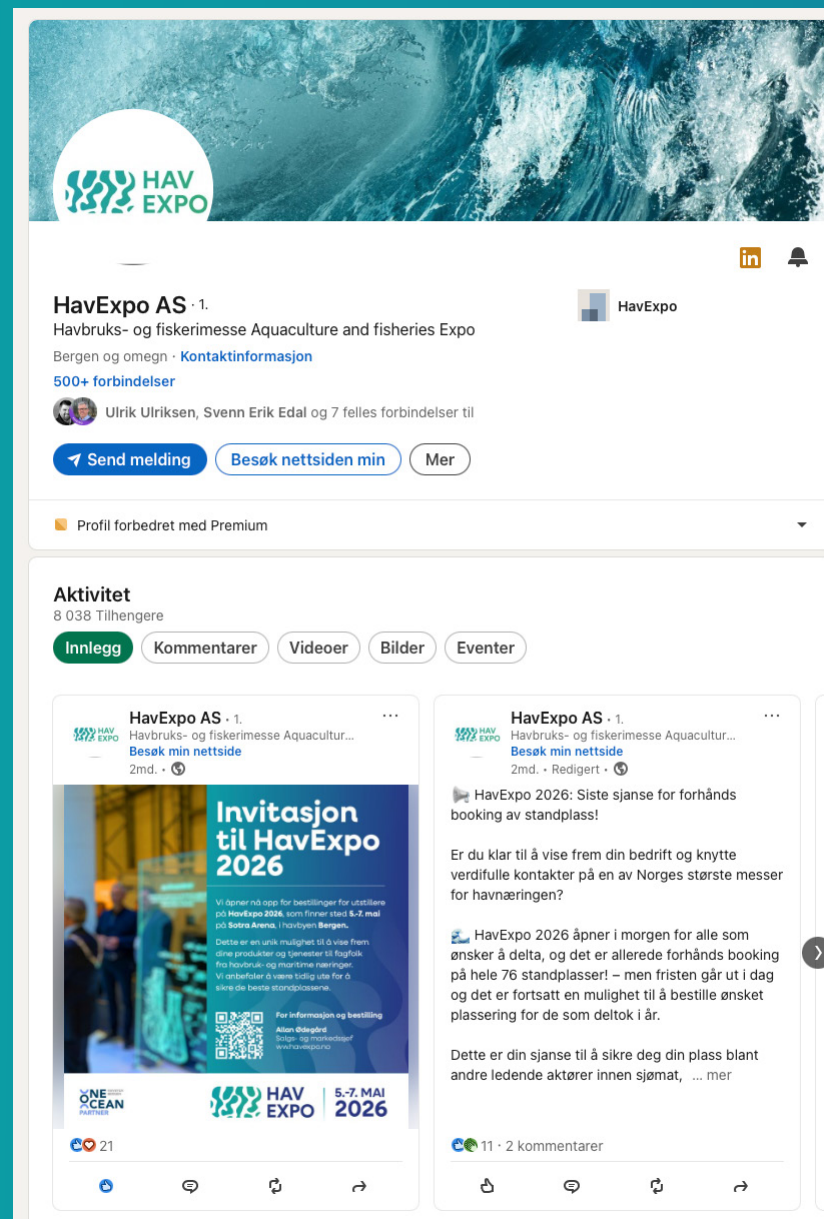 HAV
EXPO
in
HavExpo AS · 1.
HavExpo
Havbruks- og fiskerimesse Aquaculture and fisheries Expo
Bergen og omegn · Kontaktinformasjon
500+ forbindelser
Ulrik Ulriksen, Svenn Erik Edal og 7 felles forbindelser til
Send melding
Besøk nettsiden min
Mer
Profil forbedret med Premium
Aktivitet
8 038 Tilhengere
Innlegg
Kommentarer
Videoer
Bilder
Eventer
HAV
EXPO
HavExpo AS · 1.
Havbruks- og fiskerimesse Aquacultur...
Besøk min nettside
2md. ·
Invitasjon
til HavExpo
2026
Vi åpner nå opp for bestillinger for utstillere
på HavExpo 2026, som finner sted 5.-7. mai
på Sotra Arena, i havbyen Bergen.
Dette er en unik mulighet til å vise frem
dine produkter og tjenester til fagfolk
fra havbruk- og maritime næringer.
Vi anbefaler å være tidlig ute for å
sikre de beste standplassene.
For informasjon og bestilling
Allan Ødegård
Salgs- og markedssjef
www.havexpo.no
ONE
OCEAN
PARTNER
HAV
EXPO
5.-7. MAI
2026
21
HAV
EXPO
HavExpo AS · 1.
Havbruks- og fiskerimesse Aquacultur...
Besøk min nettside
2md. · Redigert ·
HavExpo 2026: Siste sjanse for forhånds
booking av standplass!
Er du klar til å vise frem din bedrift og knytte
verdifulle kontakter på en av Norges største messer
for havnæringen?
HavExpo 2026 åpner i morgen for alle som
ønsker å delta, og det er allerede forhånds booking
på hele 76 standplasser! – men fristen går ut i dag
og det er fortsatt en mulighet til å bestille ønsket
plassering for de som deltok i år.
Dette er din sjanse til å sikre deg din plass blant
andre ledende aktører innen sjømat, ... mer
11 · 2 kommentarer